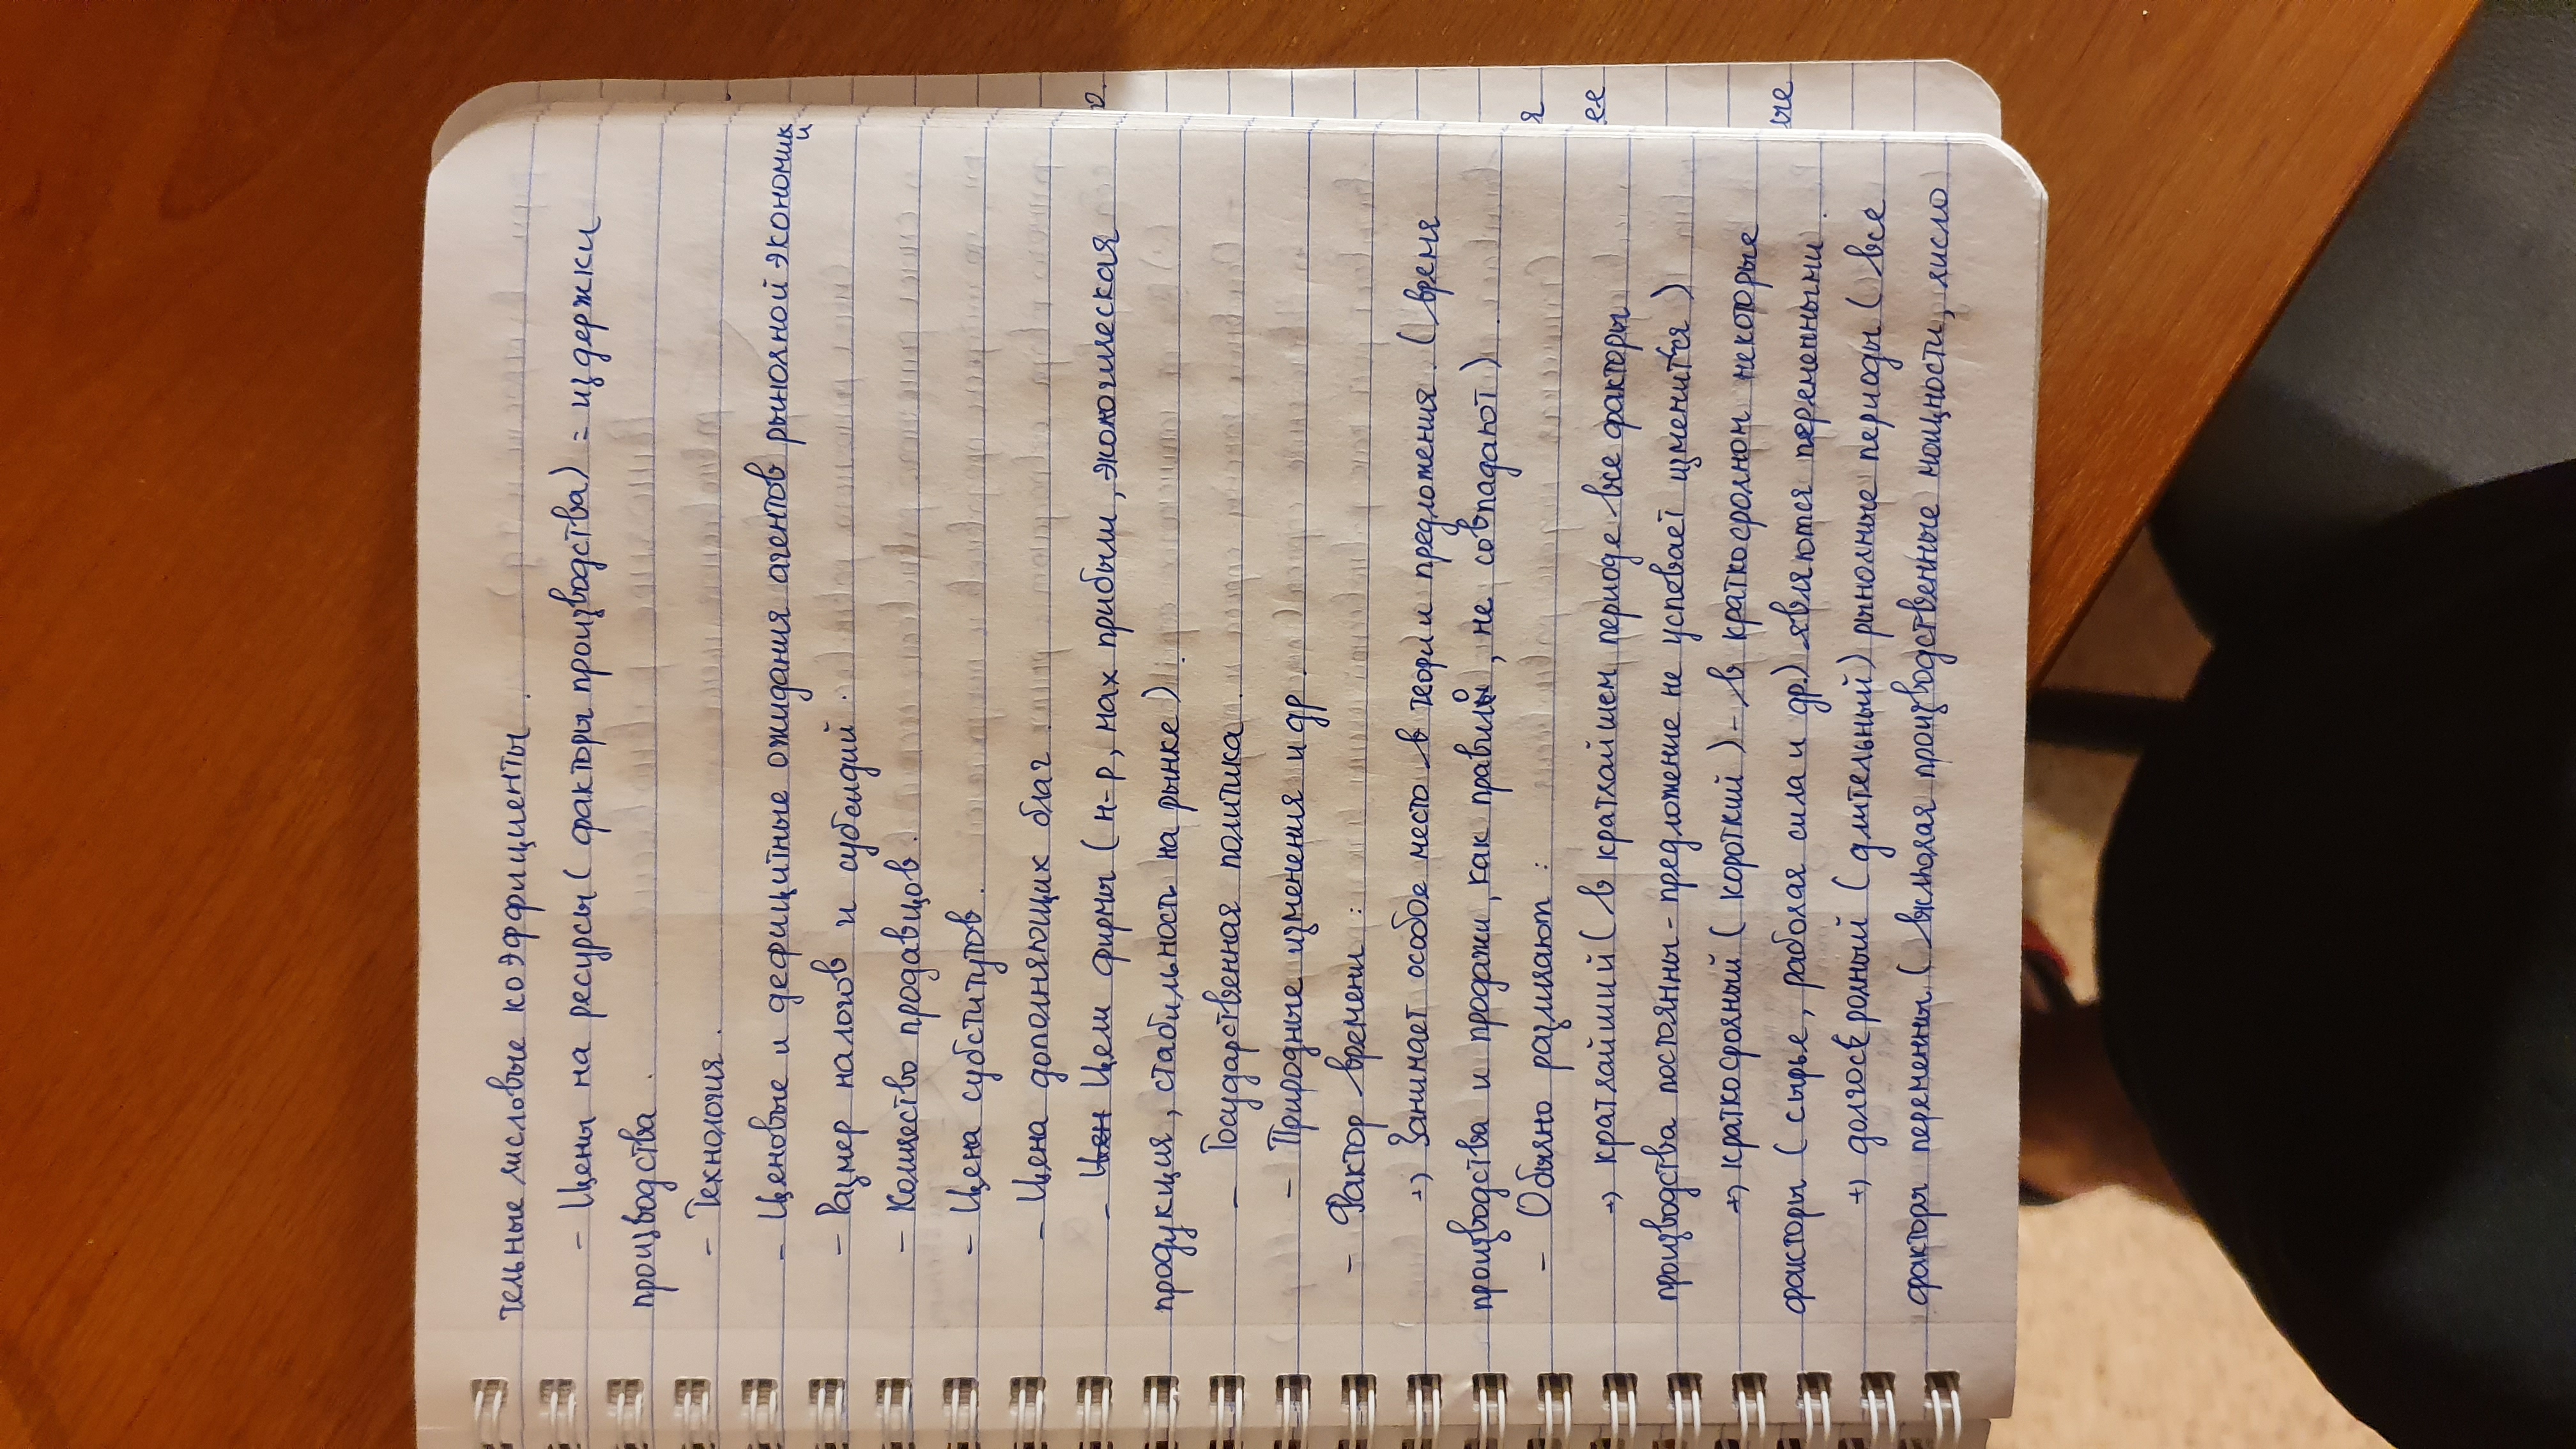 тельные числовые коэффициенты.
- Цены на ресурсы (факторы производства) = издержки
производства.
- Технология.
- Ценовые и дефицитные ожидания агентов рыночной экономики
- Размер налогов и субсидий.
- Количество продавцов.
- Цена субститутов.
- Цена дополняющих благ.
- Цен Цели фирмы (н-р, мах прибыли, экологическая
продукция, стабильность на рынке).
- Государственная политика.
- Природные изменения и др.
- Фактор времени:
+) Занимает особое место в теории предложения. (время
производства и продажи, как правило, не совпадают).
- Обычно различают:
+) кратчайший (в кратчайшем периоде все факторы
производства постоянны - предложение не успевает изменится)
+) краткосрочный (короткий) - в краткосрочном некоторые
факторы (сырье, рабочая сила и др.) являются переменными.
+) долгосрочный (длительный) рыночные периоды (все
факторы переменны (включая производственные мощности, число
о.
я
ее
ые